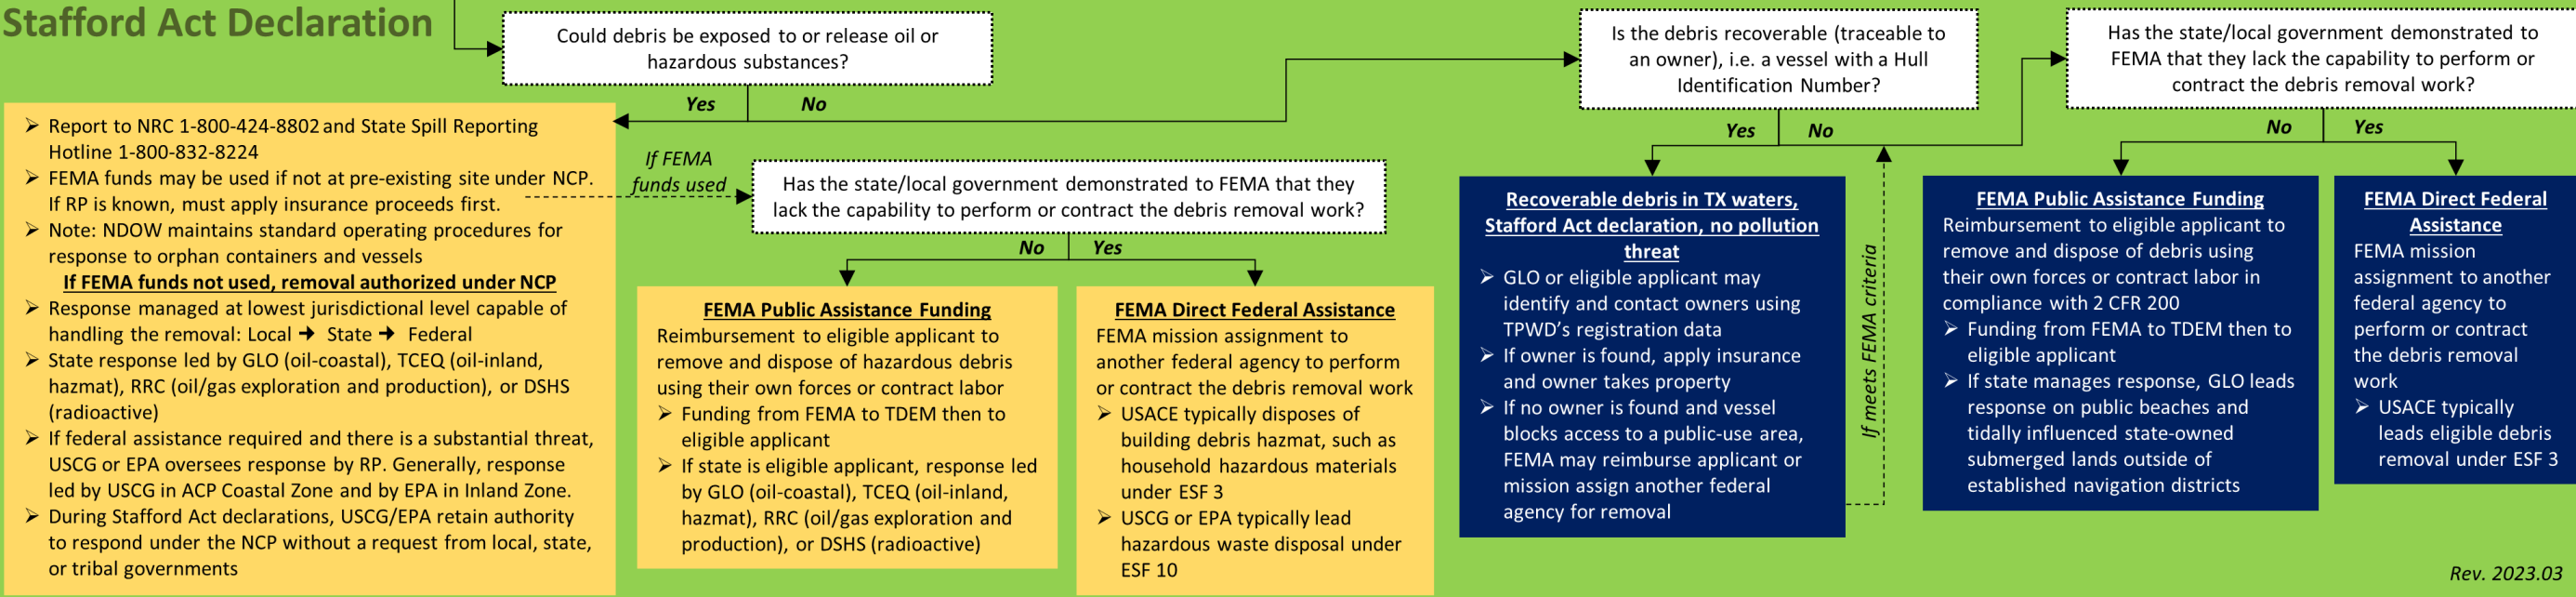 Stafford Act Declaration
Could debris be exposed to or release oil or
hazardous substances?
Yes
No
➢ Report to NRC 1-800-424-8802 and State Spill Reporting
Hotline 1-800-832-8224
➢ FEMA funds may be used if not at pre-existing site under NCP.
If RP is known, must apply insurance proceeds first.
➢ Note: NDOW maintains standard operating procedures for
response to orphan containers and vessels
If FEMA funds not used, removal authorized under NCP
➢ Response managed at lowest jurisdictional level capable of
handling the removal: Local → State → Federal
➢ State response led by GLO (oil-coastal), TCEQ (oil-inland,
hazmat), RRC (oil/gas exploration and production), or DSHS
(radioactive)
➢ If federal assistance required and there is a substantial threat,
USCG or EPA oversees response by RP. Generally, response
led by USCG in ACP Coastal Zone and by EPA in Inland Zone.
➢ During Stafford Act declarations, USCG/EPA retain authority
to respond under the NCP without a request from local, state,
or tribal governments
If FEMA
funds used
Has the state/local government demonstrated to FEMA that they
lack the capability to perform or contract the debris removal work?
No
Yes
FEMA Public Assistance Funding
Reimbursement to eligible applicant to
remove and dispose of hazardous debris
using their own forces or contract labor
➢ Funding from FEMA to TDEM then to
eligible applicant
➢ If state is eligible applicant, response led
by GLO (oil-coastal), TCEQ (oil-inland,
hazmat), RRC (oil/gas exploration and
production), or DSHS (radioactive)
FEMA Direct Federal Assistance
FEMA mission assignment to
another federal agency to perform
or contract the debris removal work
➢ USACE typically disposes of
building debris hazmat, such as
household hazardous materials
under ESF 3
➢ USCG or EPA typically lead
hazardous waste disposal under
ESF 10
Is the debris recoverable (traceable to
an owner), i.e. a vessel with a Hull
Identification Number?
Yes
No
Recoverable debris in TX waters,
Stafford Act declaration, no pollution
threat
➢ GLO or eligible applicant may
identify and contact owners using
TPWD's registration data
➢ If owner is found, apply insurance
and owner takes property
➢ If no owner is found and vessel
blocks access to a public-use area,
FEMA may reimburse applicant or
mission assign another federal
agency for removal
If meets FEMA criteria
Has the state/local government demonstrated to
FEMA that they lack the capability to perform or
contract the debris removal work?
No
Yes
FEMA Public Assistance Funding
Reimbursement to eligible applicant to
remove and dispose of debris using
their own forces or contract labor in
compliance with 2 CFR 200
➢ Funding from FEMA to TDEM then to
eligible applicant
➢ If state manages response, GLO leads
response on public beaches and
tidally influenced state-owned
submerged lands outside of
established navigation districts
FEMA Direct Federal
Assistance
FEMA mission
assignment to another
federal agency to
perform or contract
the debris removal
work
➢ USACE typically
leads eligible debris
removal under ESF 3
Rev. 2023.03